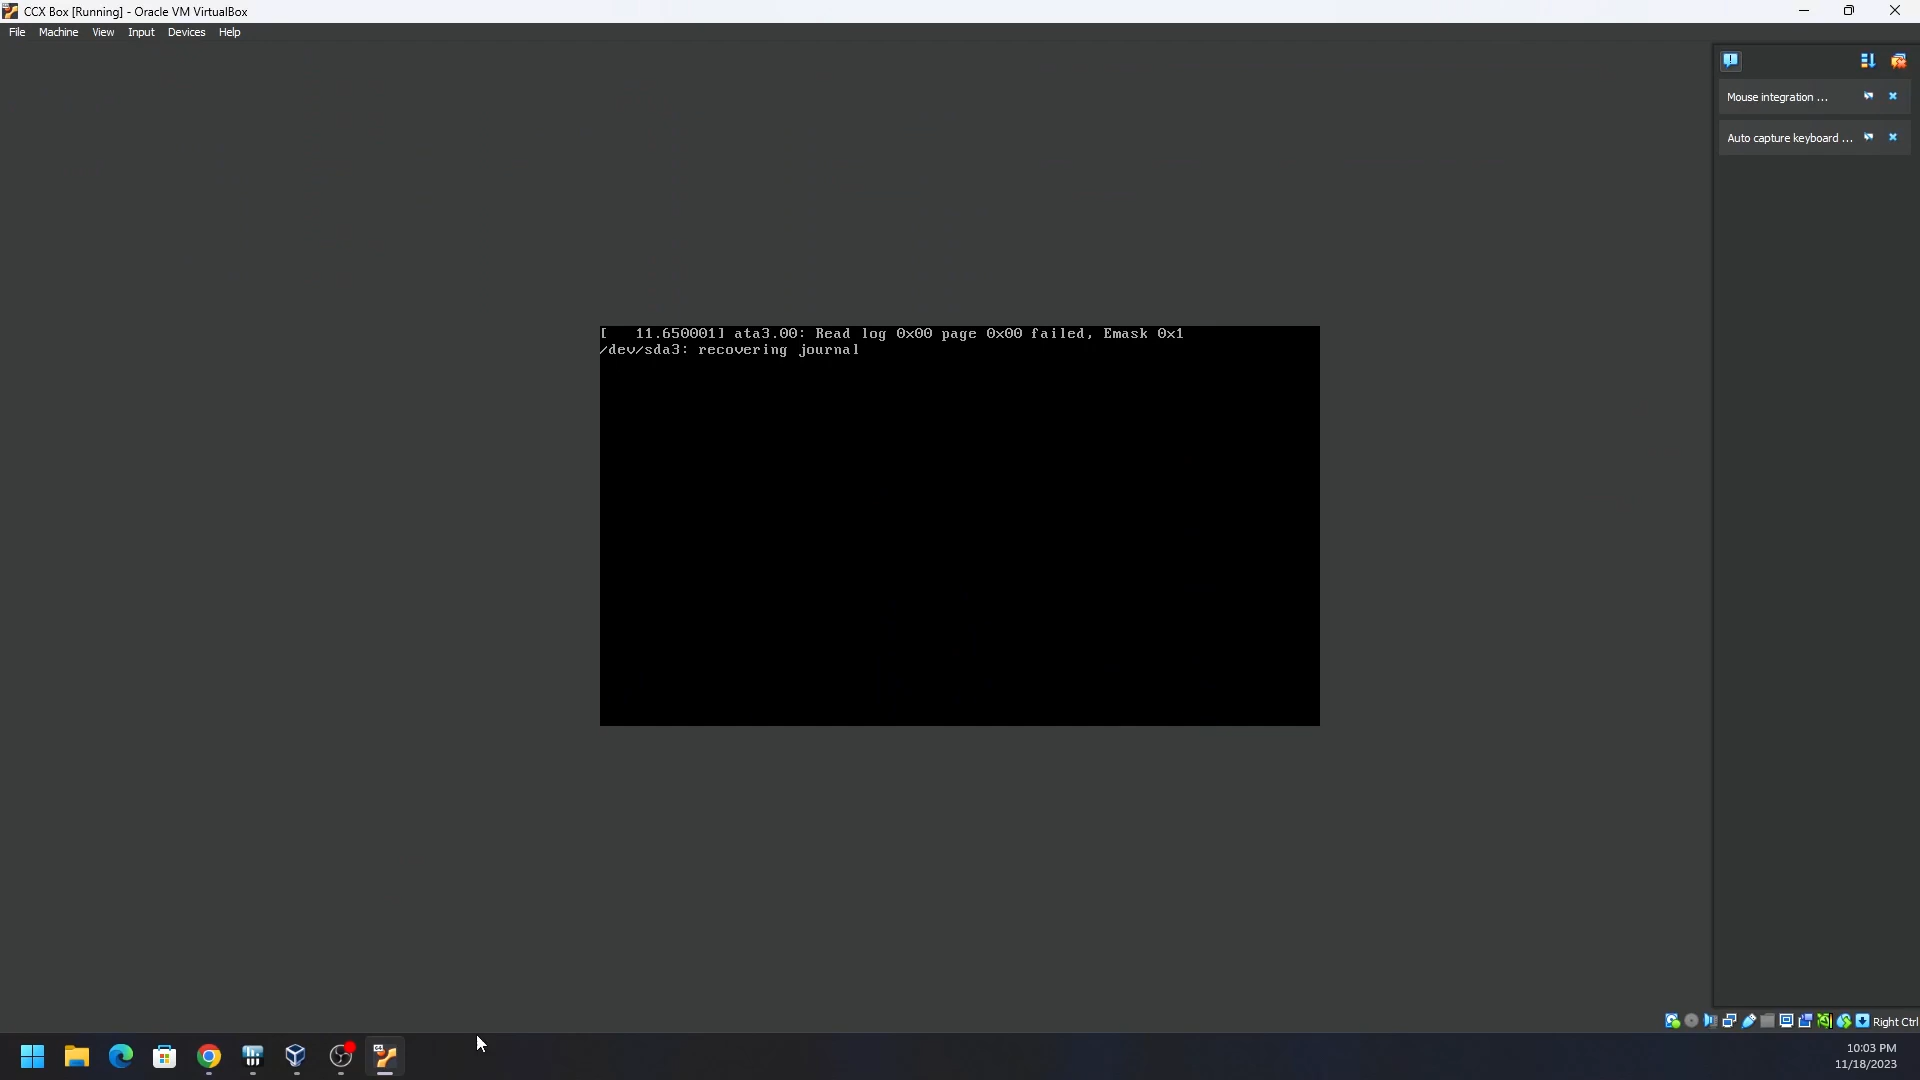 CCX Box [Running] - Oracle VM VirtualBox
File Machine View Input Devices Help
Mouse integration ...
Auto capture keyboard ...
[   11.650001] ata3.00: Read log 0x00 page 0x00 failed, Emask 0x1
/dev/sda3: recovering journal
Right Ctrl
10:03 PM
11/18/2023